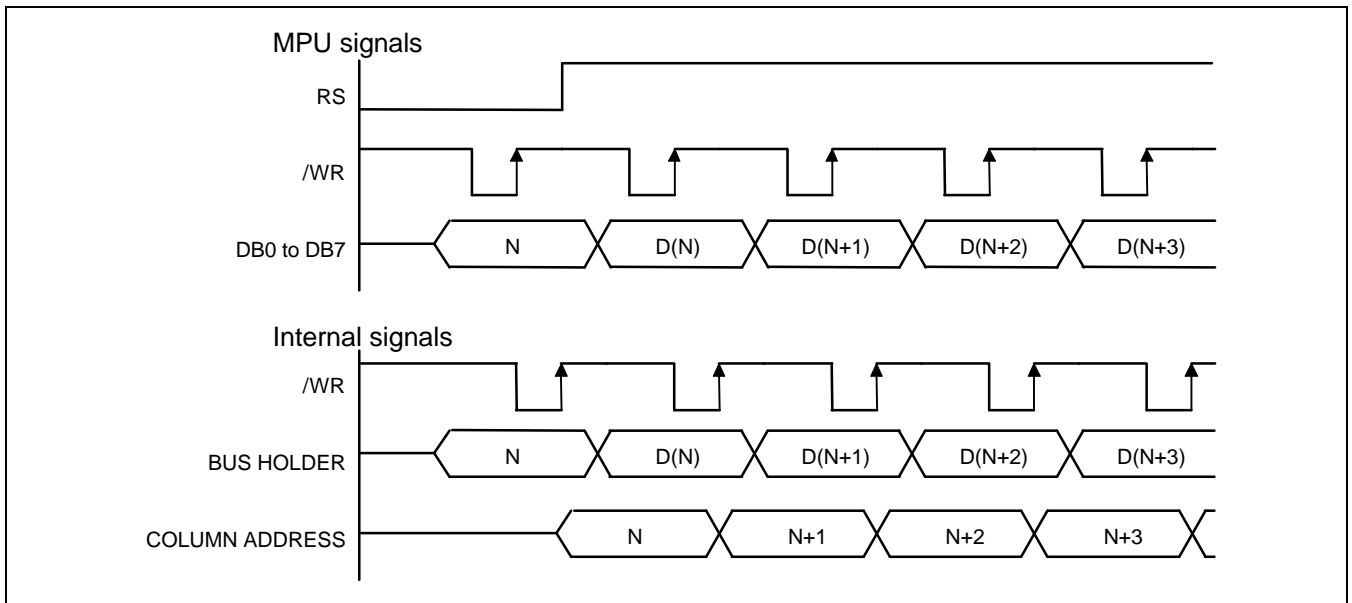 MPU signals
RS
/WR
DB0 to DB7 N D(N) D(N+1) D(N+2) D(N+3)
Internal signals
/WR
BUS HOLDER N D(N) D(N+1) D(N+2) D(N+3)
COLUMN ADDRESS N N+1 N+2 N+3